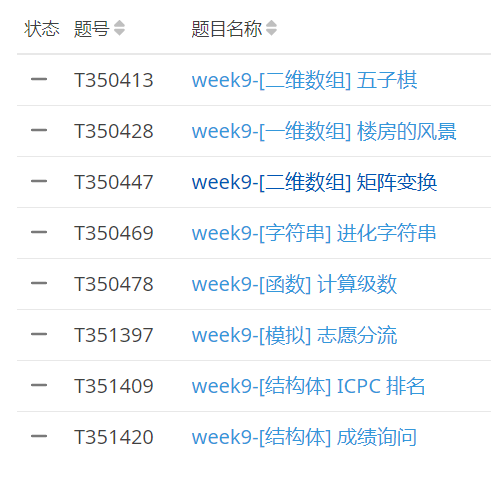 状态 题号 题目名称
— T350413 week9-[二维数组] 五子棋
— T350428 week9-[一维数组] 楼房的风景
— T350447 week9-[二维数组] 矩阵变换
— T350469 week9-[字符串] 进化字符串
— T350478 week9-[函数] 计算级数
— T351397 week9-[模拟] 志愿分流
— T351409 week9-[结构体] ICPC 排名
— T351420 week9-[结构体] 成绩询问